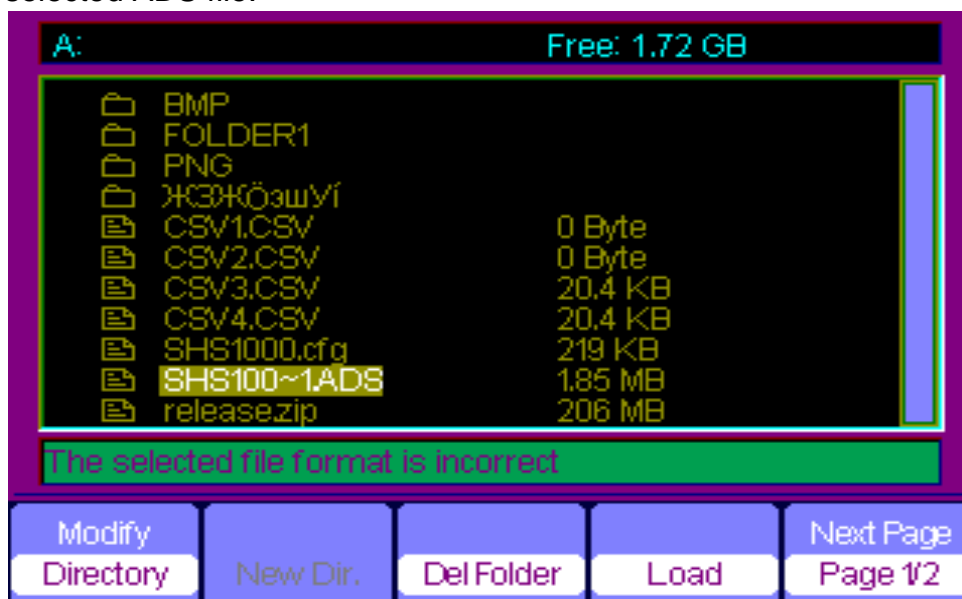 selected ADS file.
A: Free: 1.72 GB
BMP
FOLDER1
PNG
ЖЗЖÖэшУí
CSV1.CSV 0 Byte
CSV2.CSV 0 Byte
CSV3.CSV 20.4 KB
CSV4.CSV 20.4 KB
SHS1000.cfg 219 KB
SHS100~1.ADS 1.85 MB
release.zip 206 MB
The selected file format is incorrect
Modify Next Page
Directory New Dir. Del Folder Load Page 1/2